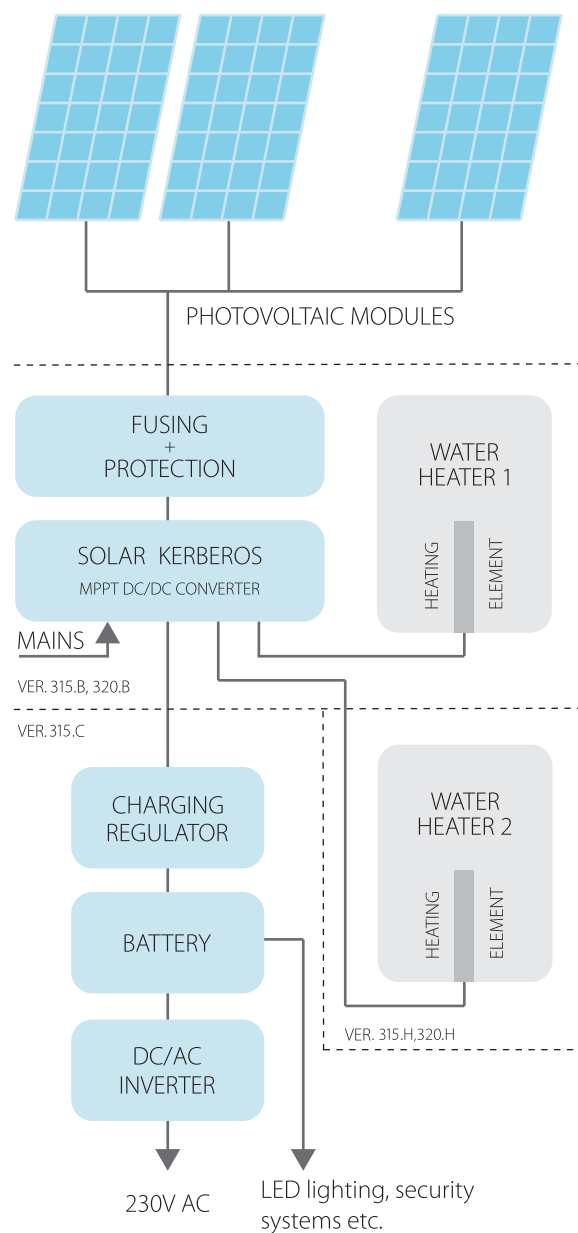 PHOTOVOLTAIC MODULES
FUSING
+
PROTECTION
WATER
HEATER 1
HEATING
ELEMENT
SOLAR KERBEROS
MPPT DC/DC CONVERTER
MAINS
VER. 315.B, 320.B
VER. 315.C
CHARGING
REGULATOR
WATER
HEATER 2
HEATING
ELEMENT
BATTERY
VER. 315.H,320.H
DC/AC
INVERTER
230V AC
LED lighting, security
systems etc.